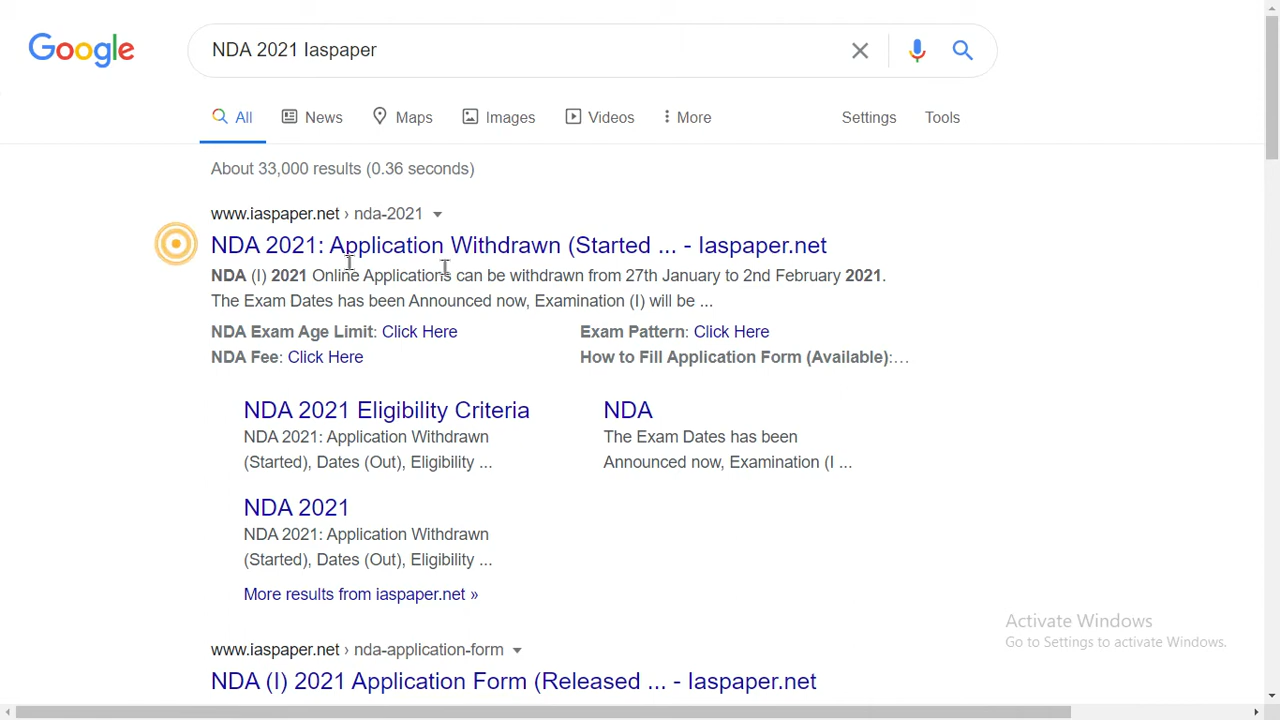 Google
NDA 2021 Iaspaper
All News Maps Images Videos More Settings Tools
About 33,000 results (0.36 seconds)
www.iaspaper.net › nda-2021
NDA 2021: Application Withdrawn (Started ... - Iaspaper.net
NDA (I) 2021 Online Applications can be withdrawn from 27th January to 2nd February 2021.
The Exam Dates has been Announced now, Examination (I) will be ...
NDA Exam Age Limit: Click Here Exam Pattern: Click Here
NDA Fee: Click Here How to Fill Application Form (Available):...
NDA 2021 Eligibility Criteria
NDA 2021: Application Withdrawn
(Started), Dates (Out), Eligibility ...
NDA
The Exam Dates has been
Announced now, Examination (I ...
NDA 2021
NDA 2021: Application Withdrawn
(Started), Dates (Out), Eligibility ...
More results from iaspaper.net »
www.iaspaper.net › nda-application-form
NDA (I) 2021 Application Form (Released ... - Iaspaper.net
Activate Windows
Go to Settings to activate Windows.